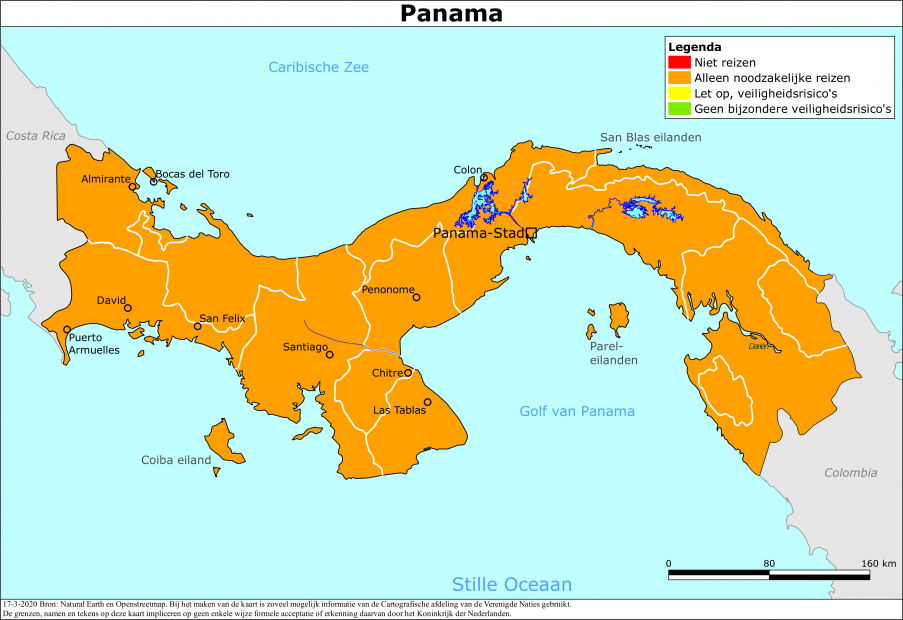 Panama
Caribische Zee
Legenda
Niet reizen
Alleen noodzakelijke reizen
Let op, veiligheidsrisico's
Geen bijzondere veiligheidsrisico's
Costa Rica
San Blas eilanden
Almirante
Bocas del Toro
Colon
Panama-Stad
David
Penonome
San Felix
Puerto
Armuelles
Santiago
Parel-
eilanden
Darién
Chitre
Las Tablas
Golf van Panama
Coiba eiland
Colombia
0 80 160 km
Stille Oceaan
17-3-2020 Bron: Natural Earth en Openstreetmap. Bij het maken van de kaart is zoveel mogelijk informatie van de Cartografische afdeling van de Verenigde Naties gebruikt.
De grenzen, namen en tekens op deze kaart impliceren op geen enkele wijze formele acceptatie of erkenning daarvan door het Koninkrijk der Nederlanden.